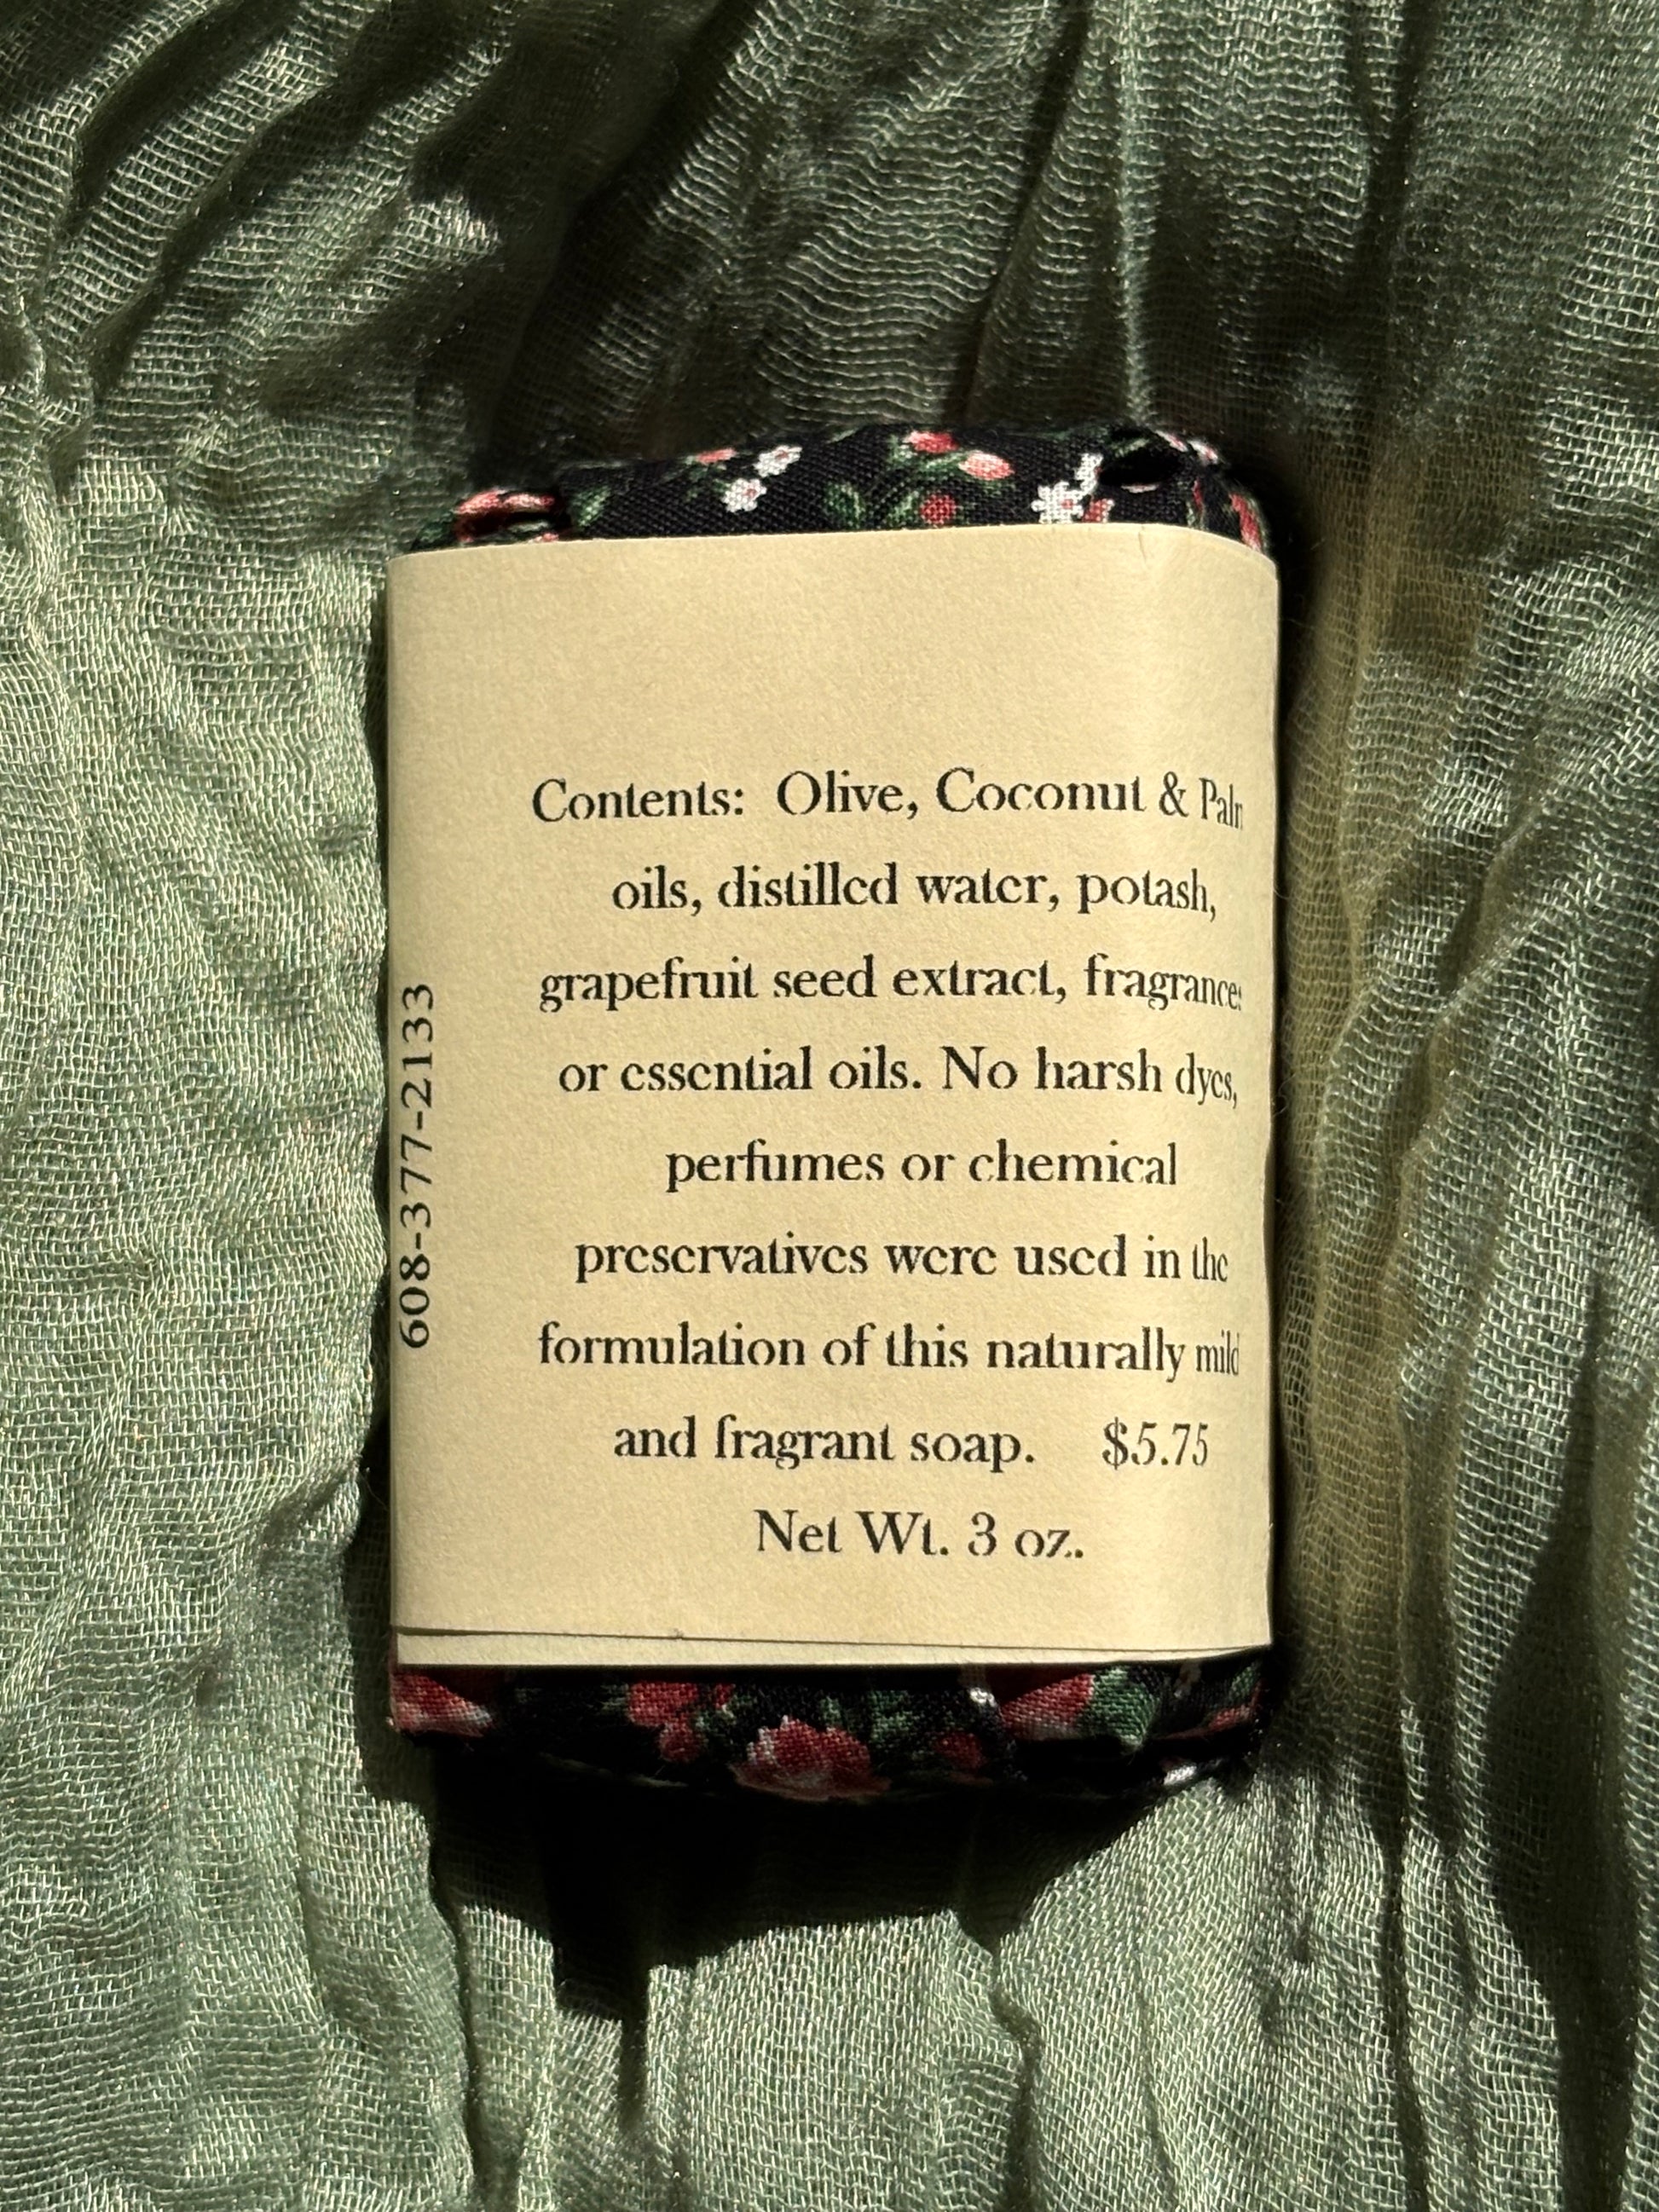 Contents: Olive, Coconut & Palm
oils, distilled water, potash,
grapefruit seed extract, fragrances
or essential oils. No harsh dyes,
perfumes or chemical
preservatives were used in the
formulation of this naturally mild
and fragrant soap. $5.75
Net Wt. 3 oz.
608-377-2133